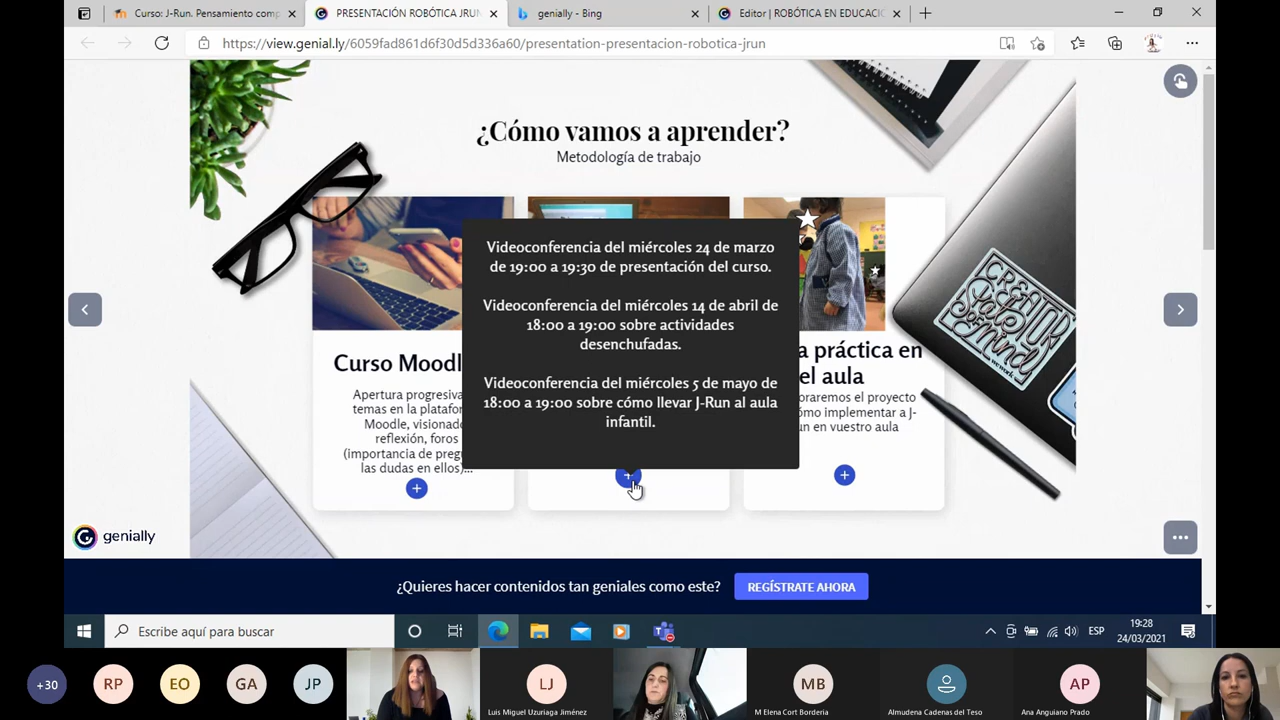 Curso: J-Run. Pensamiento comp
PRESENTACIÓN ROBÓTICA JRUN
genially - Bing
Editor | ROBÓTICA EN EDUCACIÓ
https://view.genial.ly/6059fad861d6f30d5d336a60/presentation-presentacion-robotica-jrun
¿Cómo vamos a aprender?
Metodología de trabajo
Videoconferencia del miércoles 24 de marzo
de 19:00 a 19:30 de presentación del curso.
Videoconferencia del miércoles 14 de abril de
18:00 a 19:00 sobre actividades
desenchufadas.
Videoconferencia del miércoles 5 de mayo de
18:00 a 19:00 sobre cómo llevar J-Run al aula
infantil.
Curso Moodl
Apertura progresiva
temas en la platafor
Moodle, visionado
reflexión, foros
(importancia de preg
las dudas en ellos)...
a práctica en
el aula
oraremos el proyecto
ómo implementar a J-
un en vuestro aula
CREATOR
State
of Mind
genially
¿Quieres hacer contenidos tan geniales como este?
REGÍSTRATE AHORA
Escribe aquí para buscar
ESP
19:28
24/03/2021
+30
RP
EO
GA
JP
LJ
Luis Miguel Uzuriaga Jiménez
MB
M Elena Cort Borderia
Almudena Cadenas del Teso
AP
Ana Anguiano Prado